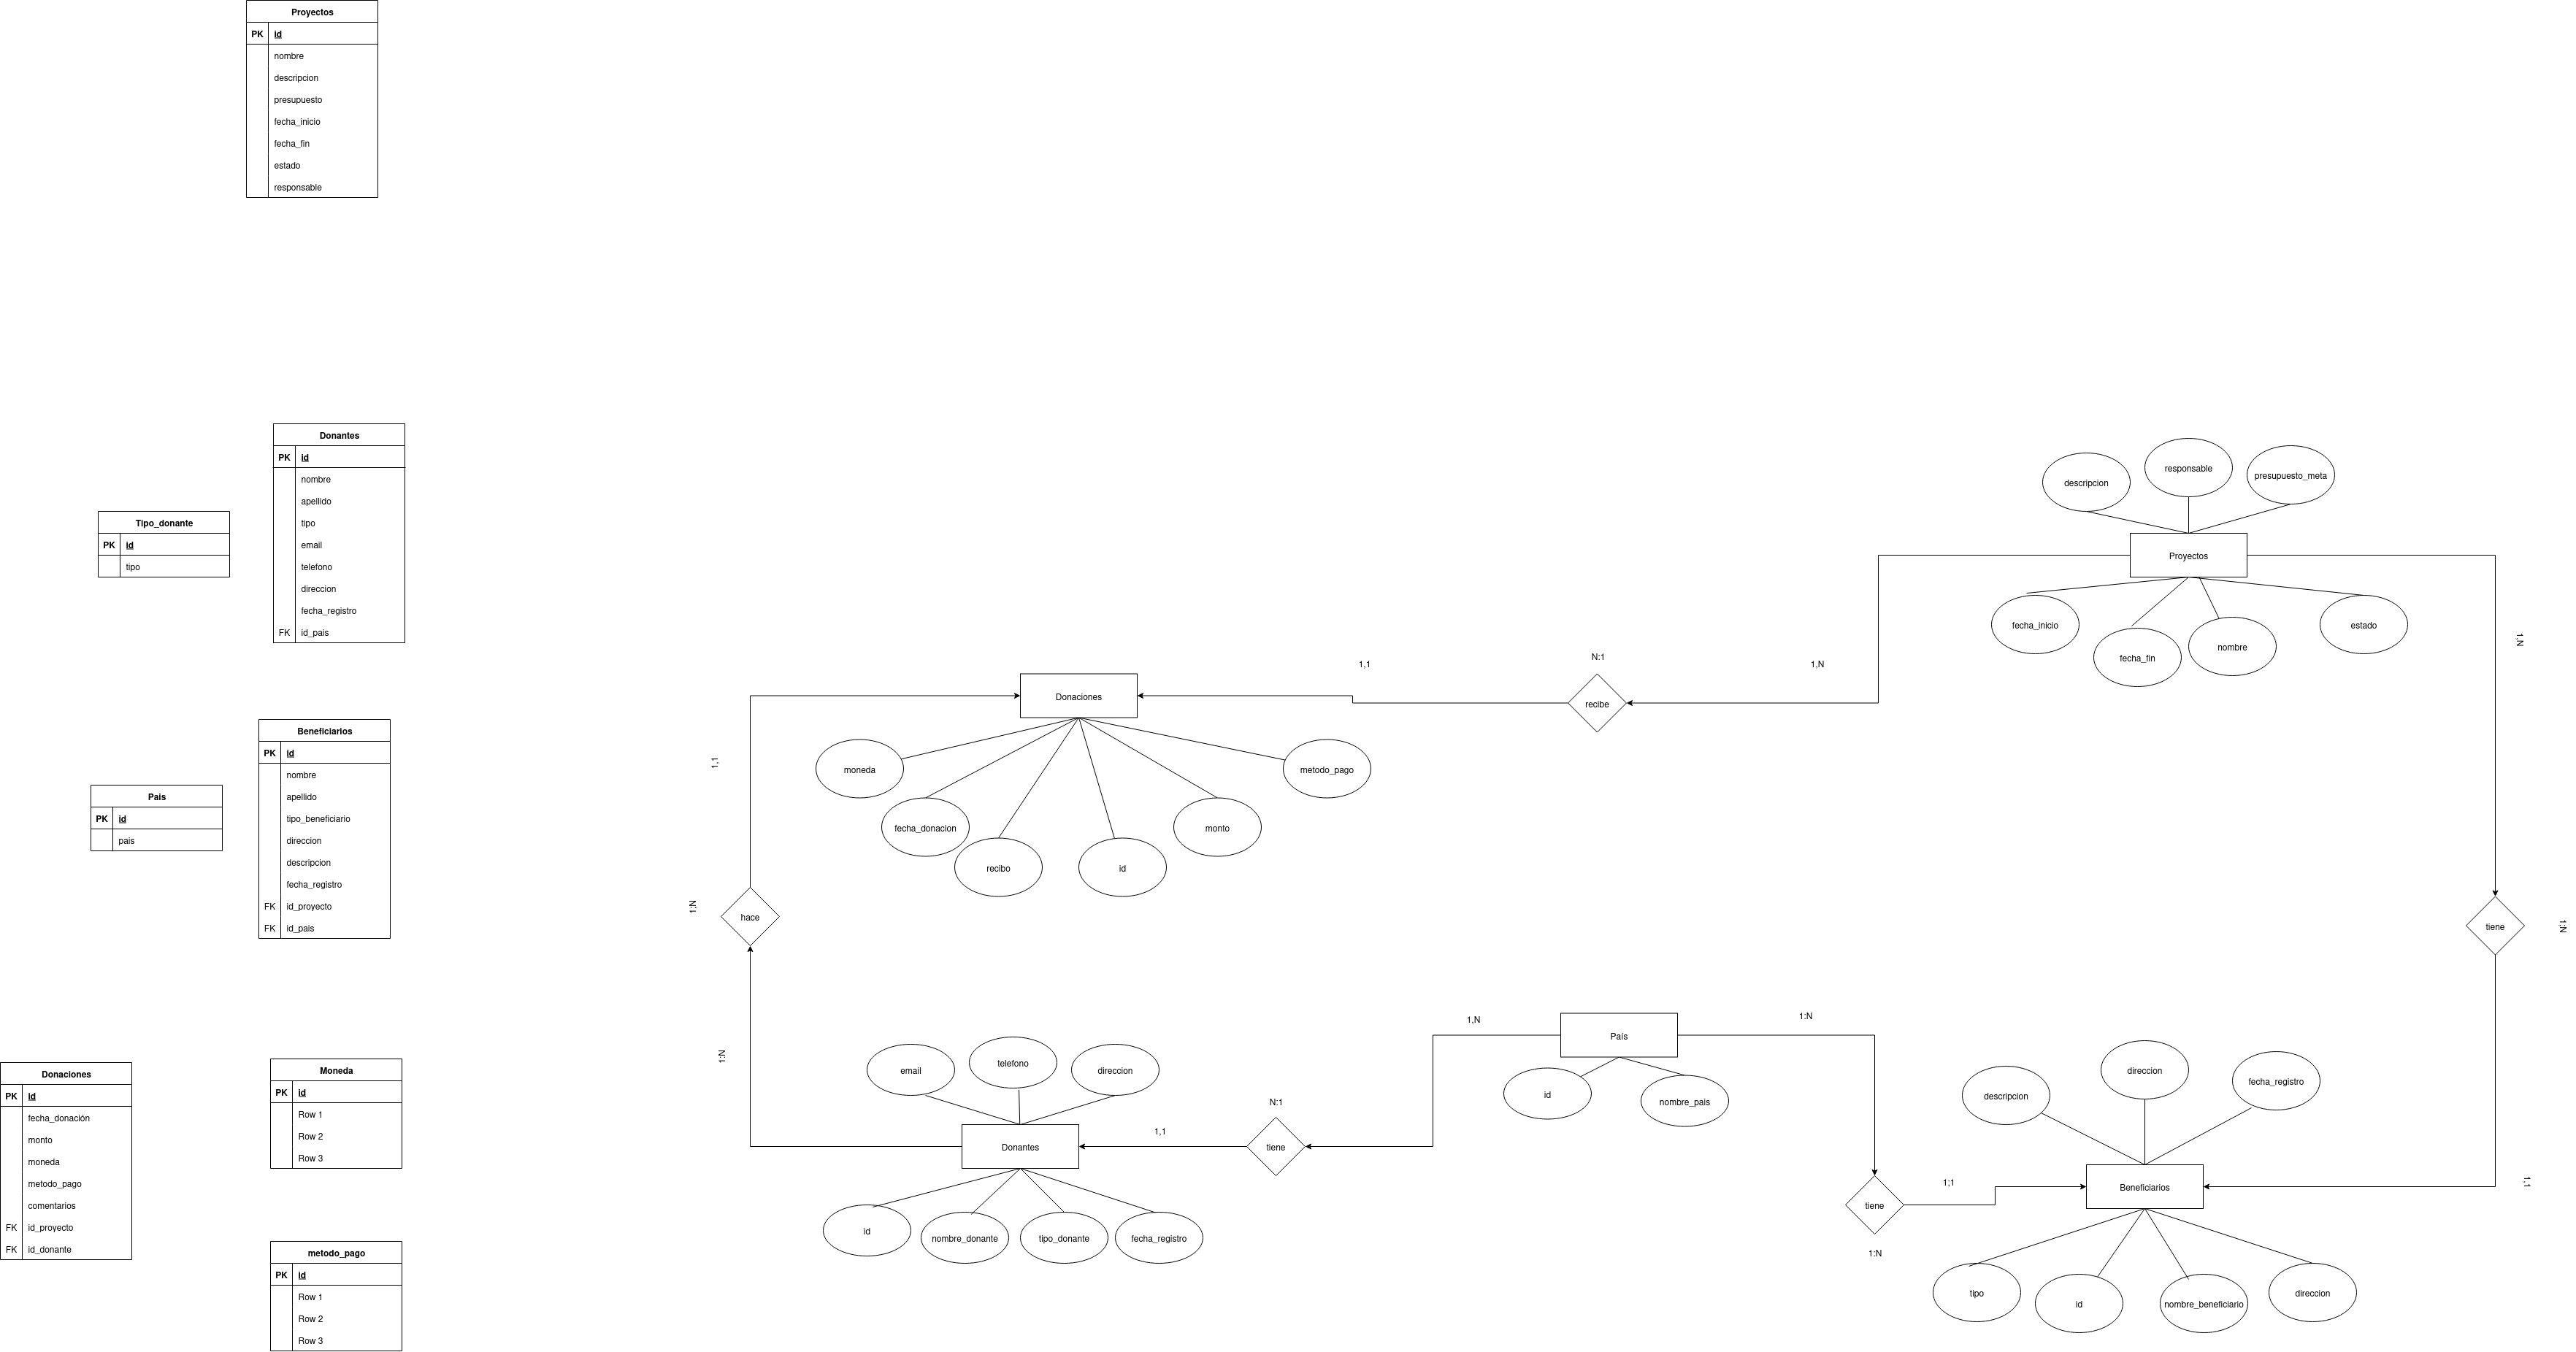 Proyectos
PK id
nombre
descripcion
presupuesto
fecha_inicio
fecha_fin
estado
responsable
Donantes
PK id
nombre
apellido
tipo
email
telefono
direccion
fecha_registro
FK id_pais
Tipo_donante
PK id
tipo
Beneficiarios
PK id
nombre
apellido
tipo_beneficiario
direccion
descripcion
fecha_registro
FK id_proyecto
FK id_pais
Pais
PK id
pais
Donaciones
PK id
fecha_donación
monto
moneda
metodo_pago
comentarios
FK id_proyecto
FK id_donante
Moneda
PK id
Row 1
Row 2
Row 3
metodo_pago
PK id
Row 1
Row 2
Row 3
descripcion
responsable
presupuesto_meta
Proyectos
fecha_inicio
fecha_fin
nombre
estado
1,N
1,1
N:1
1,N
recibe
Donaciones
moneda
fecha_donacion
recibo
id
monto
metodo_pago
1,1
1;N
hace
1:N
tiene
1:N
1,1
email
telefono
direccion
Donantes
id
nombre_donante
tipo_donante
fecha_registro
1,1
N:1
tiene
1,N
País
id
nombre_pais
1:N
tiene
1:N
1;1
descripcion
direccion
fecha_registro
Beneficiarios
tipo
id
nombre_beneficiario
direccion